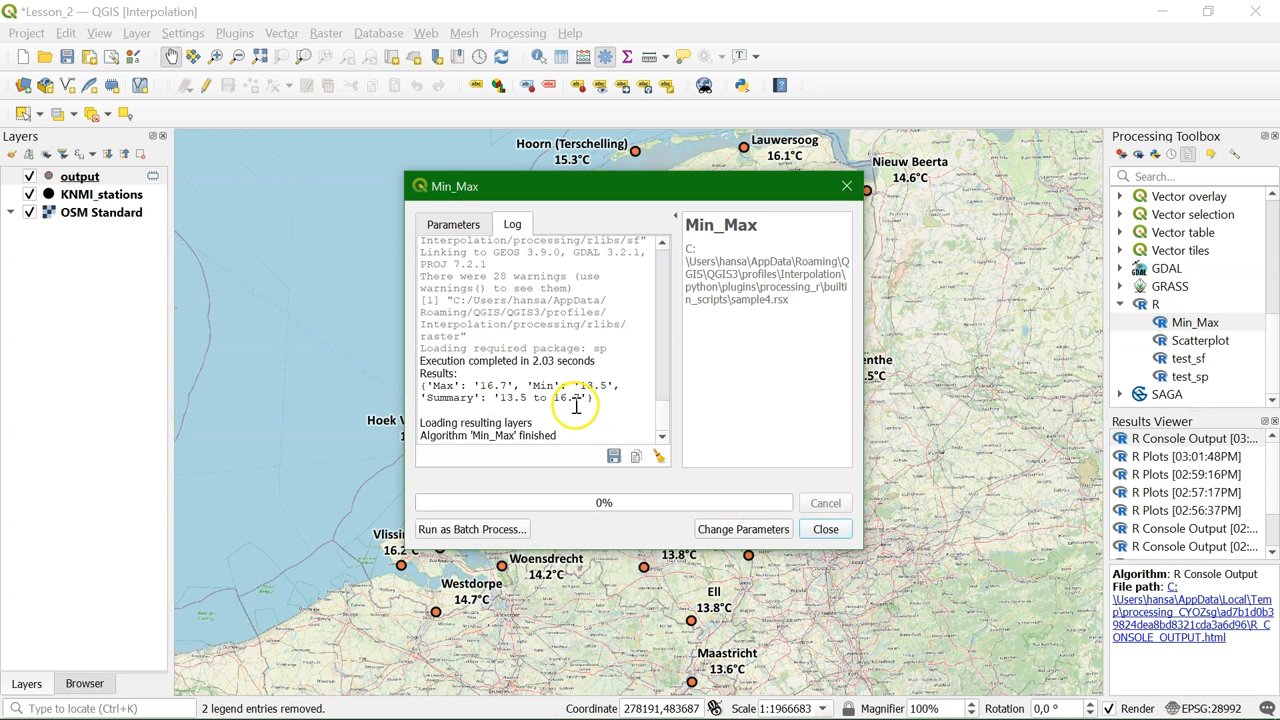 *Lesson_2 — QGIS [Interpolation]
Project Edit View Layer Settings Plugins Vector Raster Database Web Mesh Processing Help
Layers
output
KNMI_stations
OSM Standard
Layers
Browser
Hoorn (Terschelling)
15.3°C
Lauwersoog
16.1°C
Nieuw Beerta
14.6°C
Hoek
Vlissin
16.2
Woensdrecht
14.2°C
Westdorpe
14.7°C
13.8°C
Ell
13.8°C
Maastricht
13.6°C
enthe
.5°C
Min_Max
Parameters
Log
Interpolation/processing/rlibs/sf"
Linking to GEOS 3.9.0, GDAL 3.2.1,
PROJ 7.2.1
There were 28 warnings (use
warnings() to see them)
[1] "C:/Users/hansa/AppData/
Roaming/QGIS/QGIS3/profiles/
Interpolation/processing/rlibs/
raster"
Loading required package: sp
Execution completed in 2.03 seconds
Results:
{'Max': '16.7', 'Min': '13.5',
'Summary': '13.5 to 16.7'}
Loading resulting layers
Algorithm 'Min_Max' finished
Min_Max
C:
\Users\hansa\AppData\Roaming\Q
GIS\QGIS3\profiles\Interpolation\
python\plugins\processing_r\builti
n_scripts\sample4.rsx
0%
Cancel
Run as Batch Process...
Change Parameters
Close
Processing Toolbox
Search...
Vector overlay
Vector selection
Vector table
Vector tiles
GDAL
GRASS
R
Min_Max
Scatterplot
test_sf
test_sp
SAGA
Results Viewer
R Console Output [03:...
R Plots [03:01:48PM]
R Plots [02:59:16PM]
R Plots [02:57:17PM]
R Plots [02:56:37PM]
R Console Output [02:...
R Console Output [02:...
Algorithm: R Console Output
File path: C:
\Users\hansa\AppData\Local\Tem
p\processing_CYOZsg\ad7b1d0b3
9824dea8bd8321cda3a6d96\R_C
ONSOLE_OUTPUT.html
Type to locate (Ctrl+K)
2 legend entries removed.
Coordinate 278191,483687
Scale 1:1966683
Magnifier 100%
Rotation 0,0 °
Render
EPSG:28992